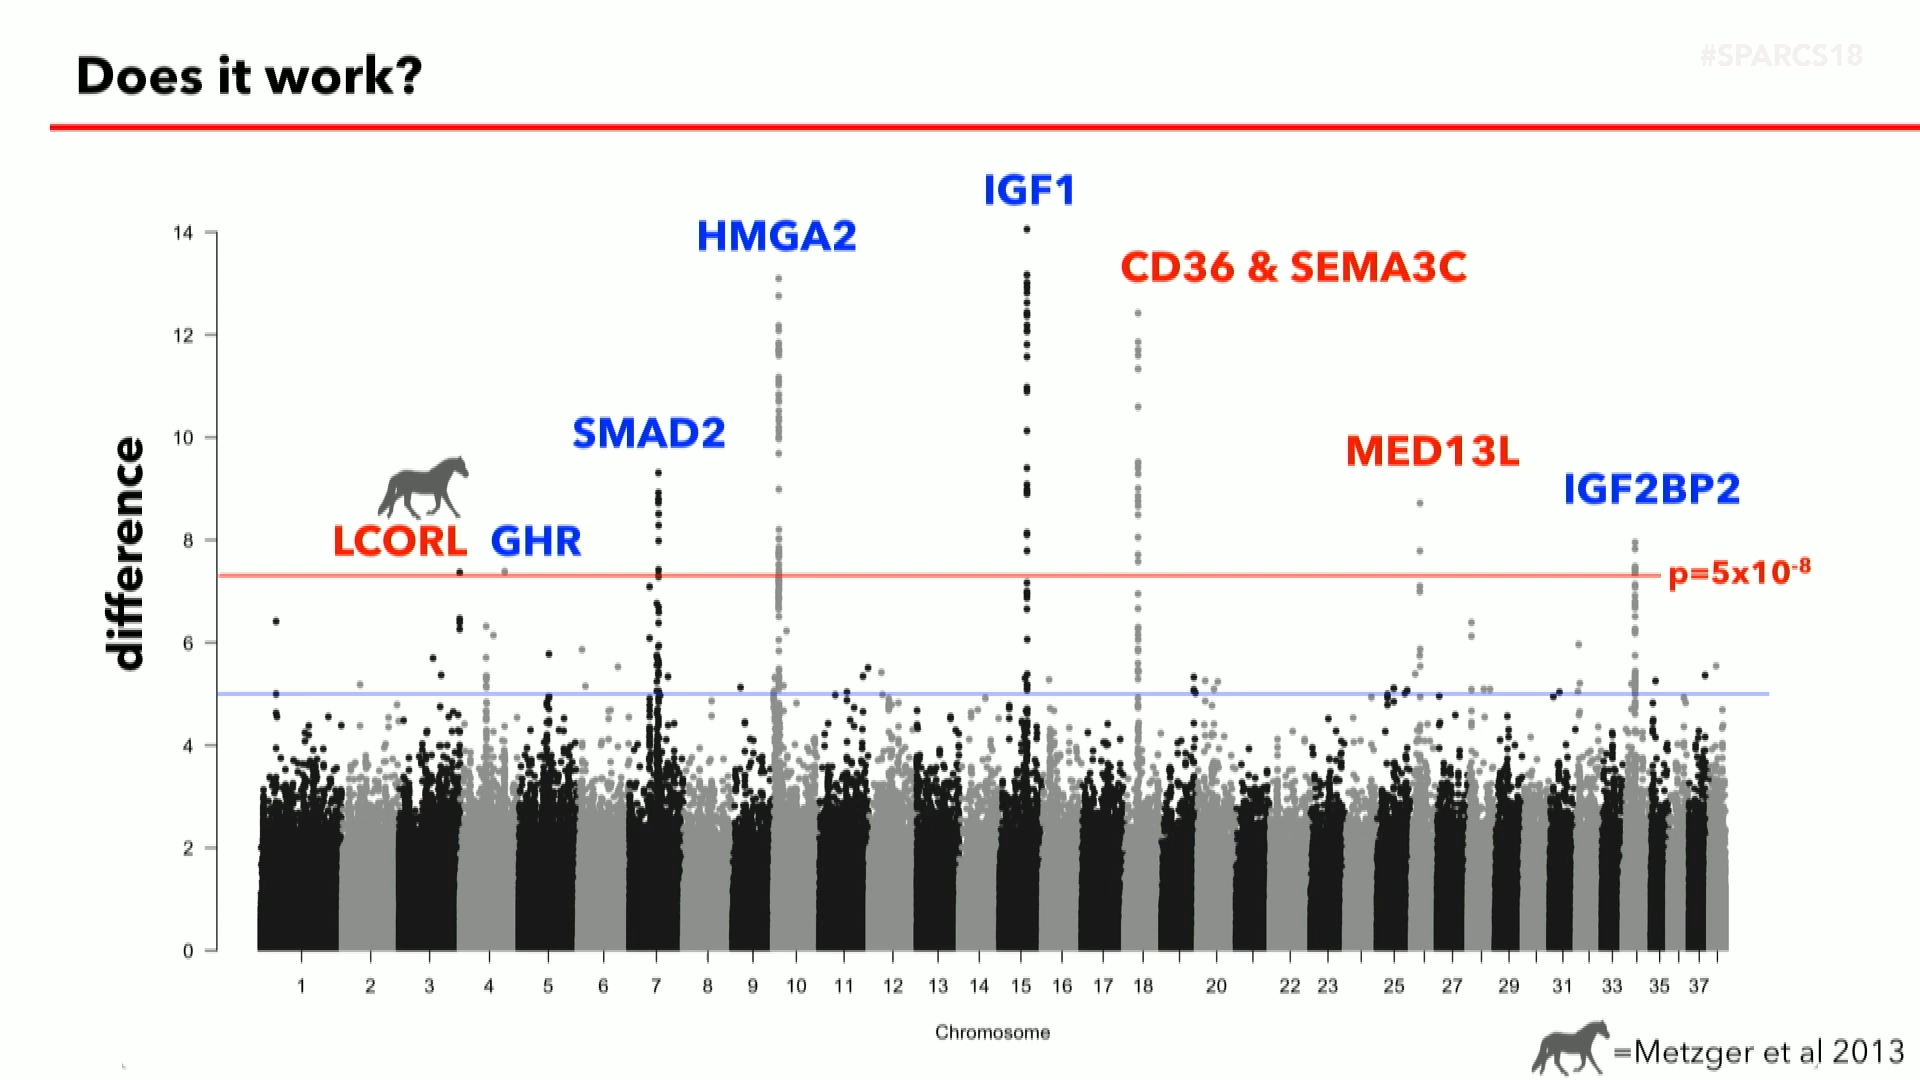 #SPARCS18
Does it work?
IGF1
HMGA2
CD36 & SEMA3C
SMAD2
MED13L
IGF2BP2
LCORL GHR
p=5x10⁻⁸
difference
14
12
10
8
6
4
2
0
1 2 3 4 5 6 7 8 9 10 11 12 13 14 15 16 17 18 20 22 23 25 27 29 31 33 35 37
Chromosome
=Metzger et al 2013